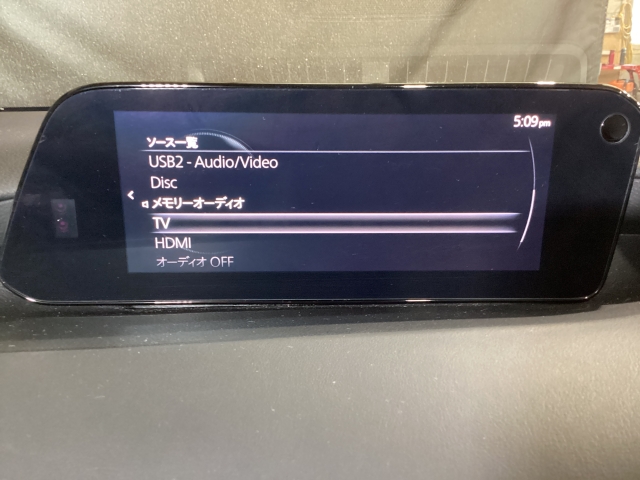 5:09pm
ソース一覧
USB2 - Audio/Video
Disc
メモリーオーディオ
TV
HDMI
オーディオ OFF